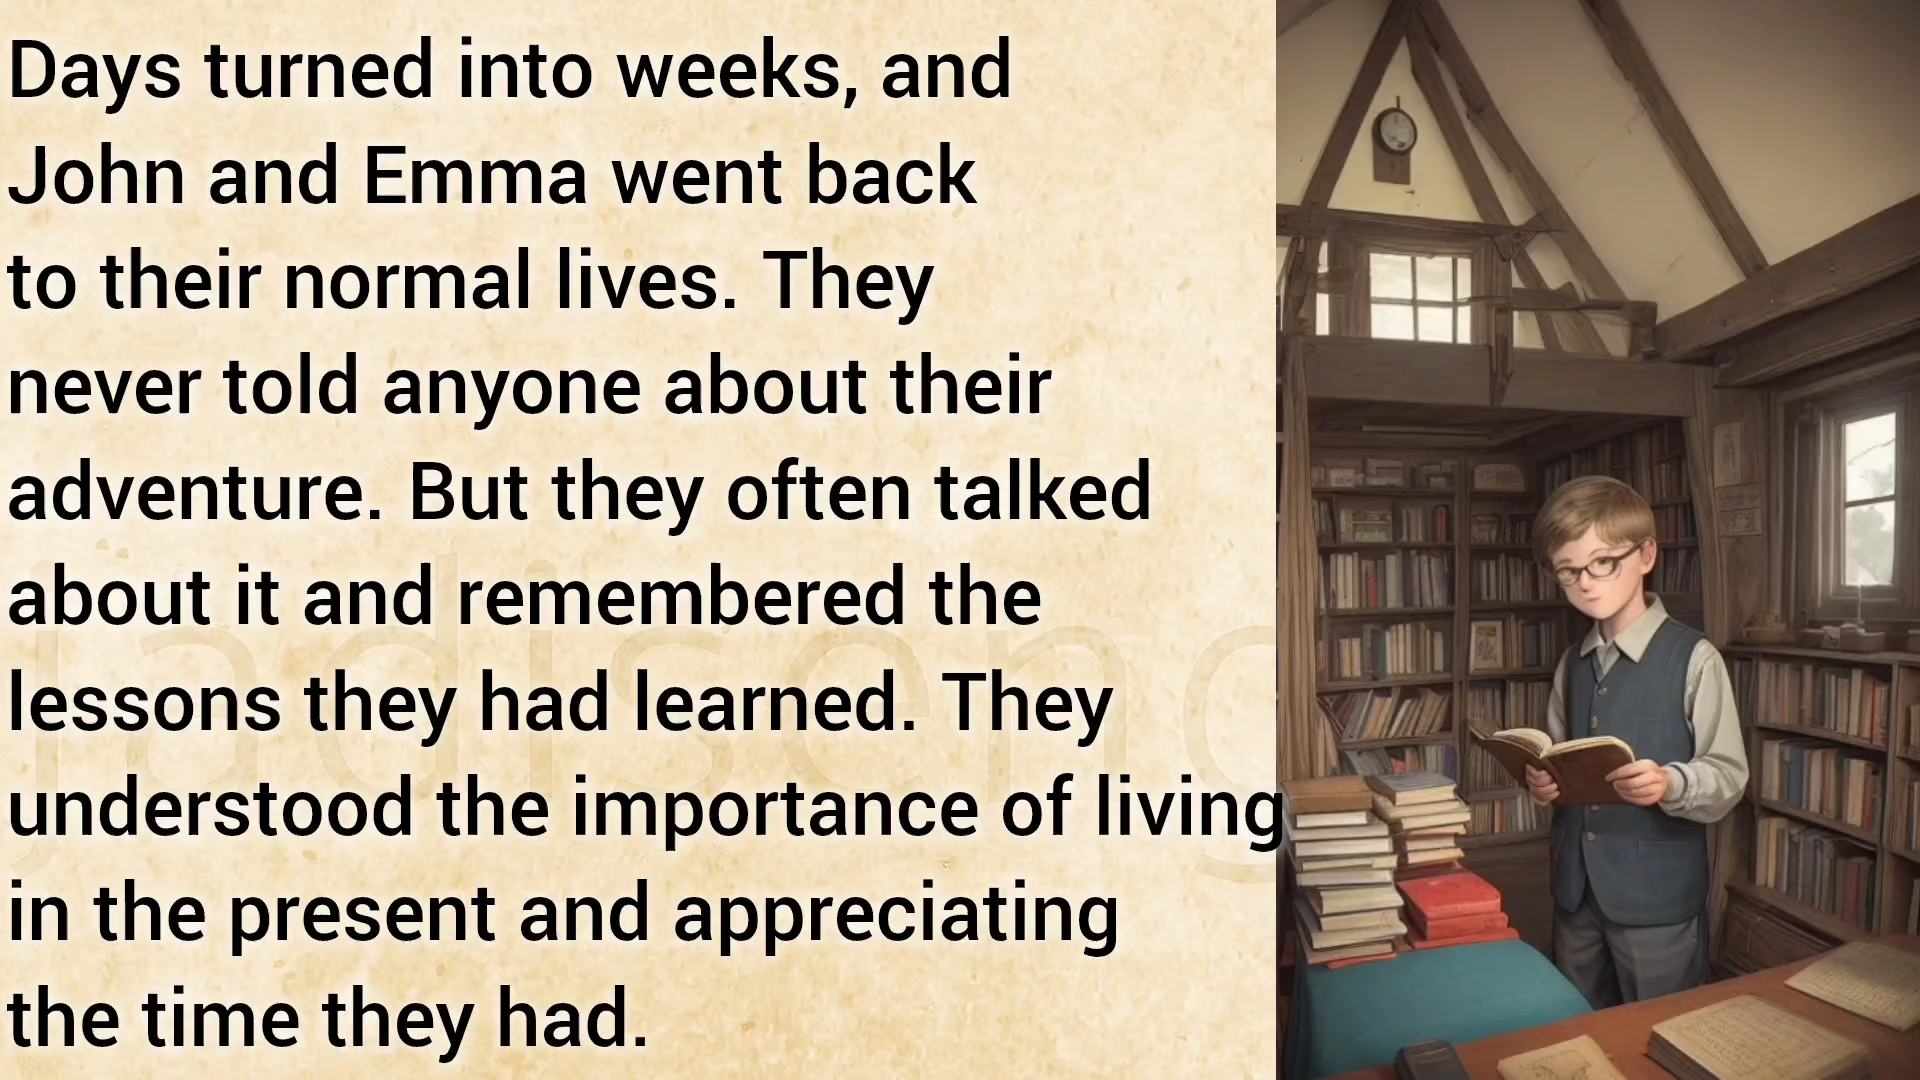 Days turned into weeks, and
John and Emma went back
to their normal lives. They
never told anyone about their
adventure. But they often talked
about it and remembered the
lessons they had learned. They
understood the importance of living
in the present and appreciating
the time they had.
jadiseng